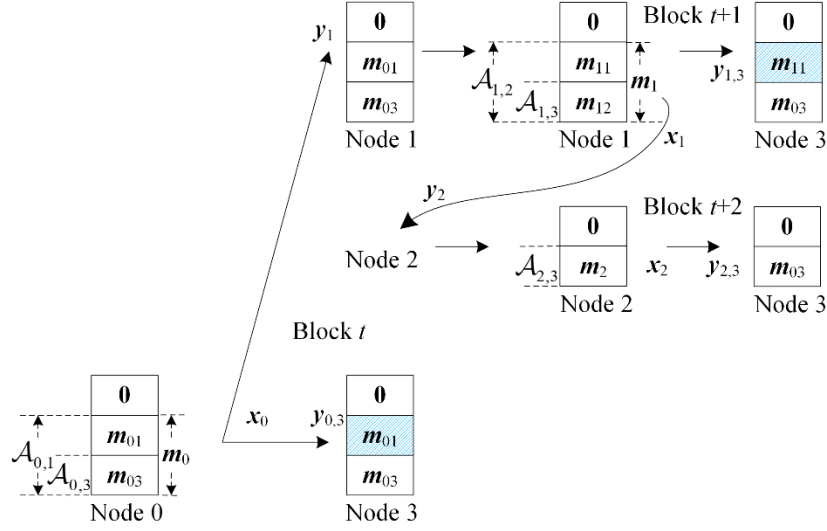 0
m01
m03
y1
Node 1
0
m11
m12
A1,2
A1,3
m1
x1
Node 1
Block t+1
0
m11
m03
y1,3
Node 3
y2
Node 2
0
m2
A2,3
Node 2
x2
Block t+2
y2,3
0
m03
Node 3
Block t
0
m01
m03
A0,1
A0,3
m0
Node 0
x0
y0,3
0
m01
m03
Node 3